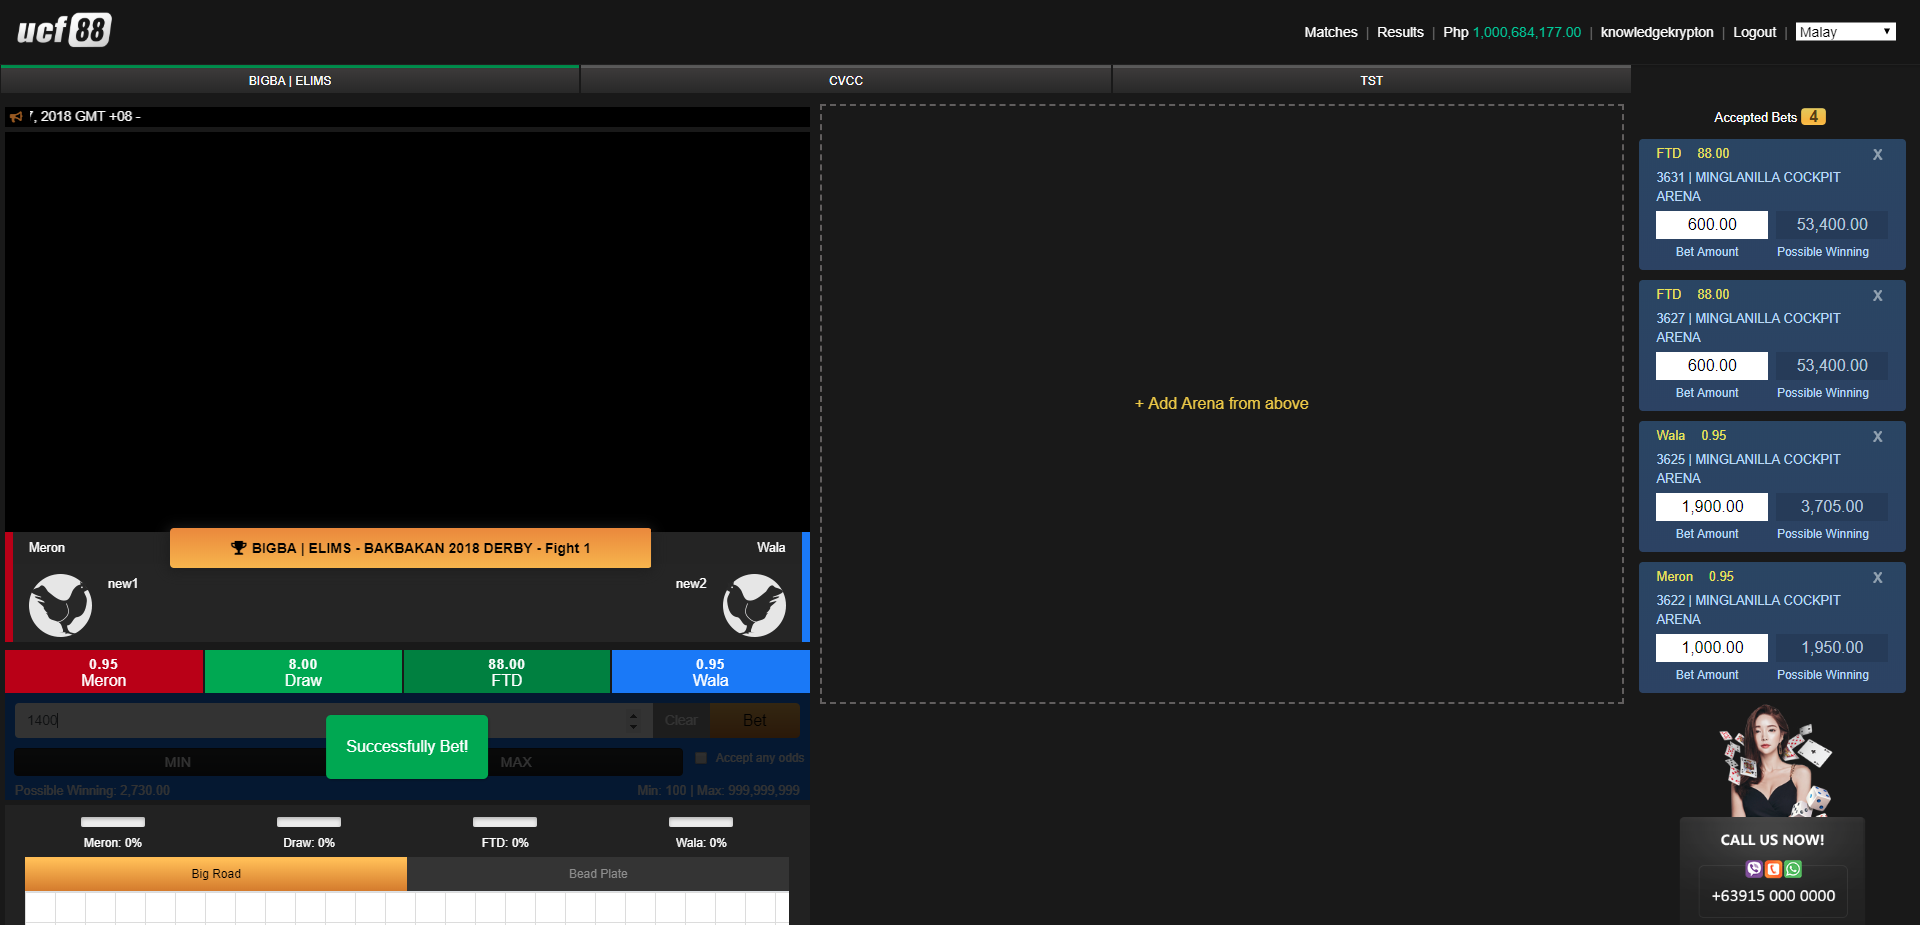 ucf 88
Matches | Results | Php 1,000,684,177.00 | knowledgekrypton | Logout | Malay
BIGBA | ELIMS
CVCC
TST
7, 2018 GMT +08 -
Meron
BIGBA | ELIMS - BAKBAKAN 2018 DERBY - Fight 1
Wala
new1
new2
0.95
Meron
8.00
Draw
88.00
FTD
0.95
Wala
1400
Clear
Bet
Successfully Bet!
MIN
MAX
Accept any odds
Possible Winning: 2,730.00
Min: 100 | Max: 999,999,999
Meron: 0%
Draw: 0%
FTD: 0%
Wala: 0%
Big Road
Bead Plate
+ Add Arena from above
Accepted Bets 4
FTD 88.00 X
3631 | MINGLANILLA COCKPIT
ARENA
600.00 53,400.00
Bet Amount Possible Winning
FTD 88.00 X
3627 | MINGLANILLA COCKPIT
ARENA
600.00 53,400.00
Bet Amount Possible Winning
Wala 0.95 X
3625 | MINGLANILLA COCKPIT
ARENA
1,900.00 3,705.00
Bet Amount Possible Winning
Meron 0.95 X
3622 | MINGLANILLA COCKPIT
ARENA
1,000.00 1,950.00
Bet Amount Possible Winning
CALL US NOW!
+63915 000 0000